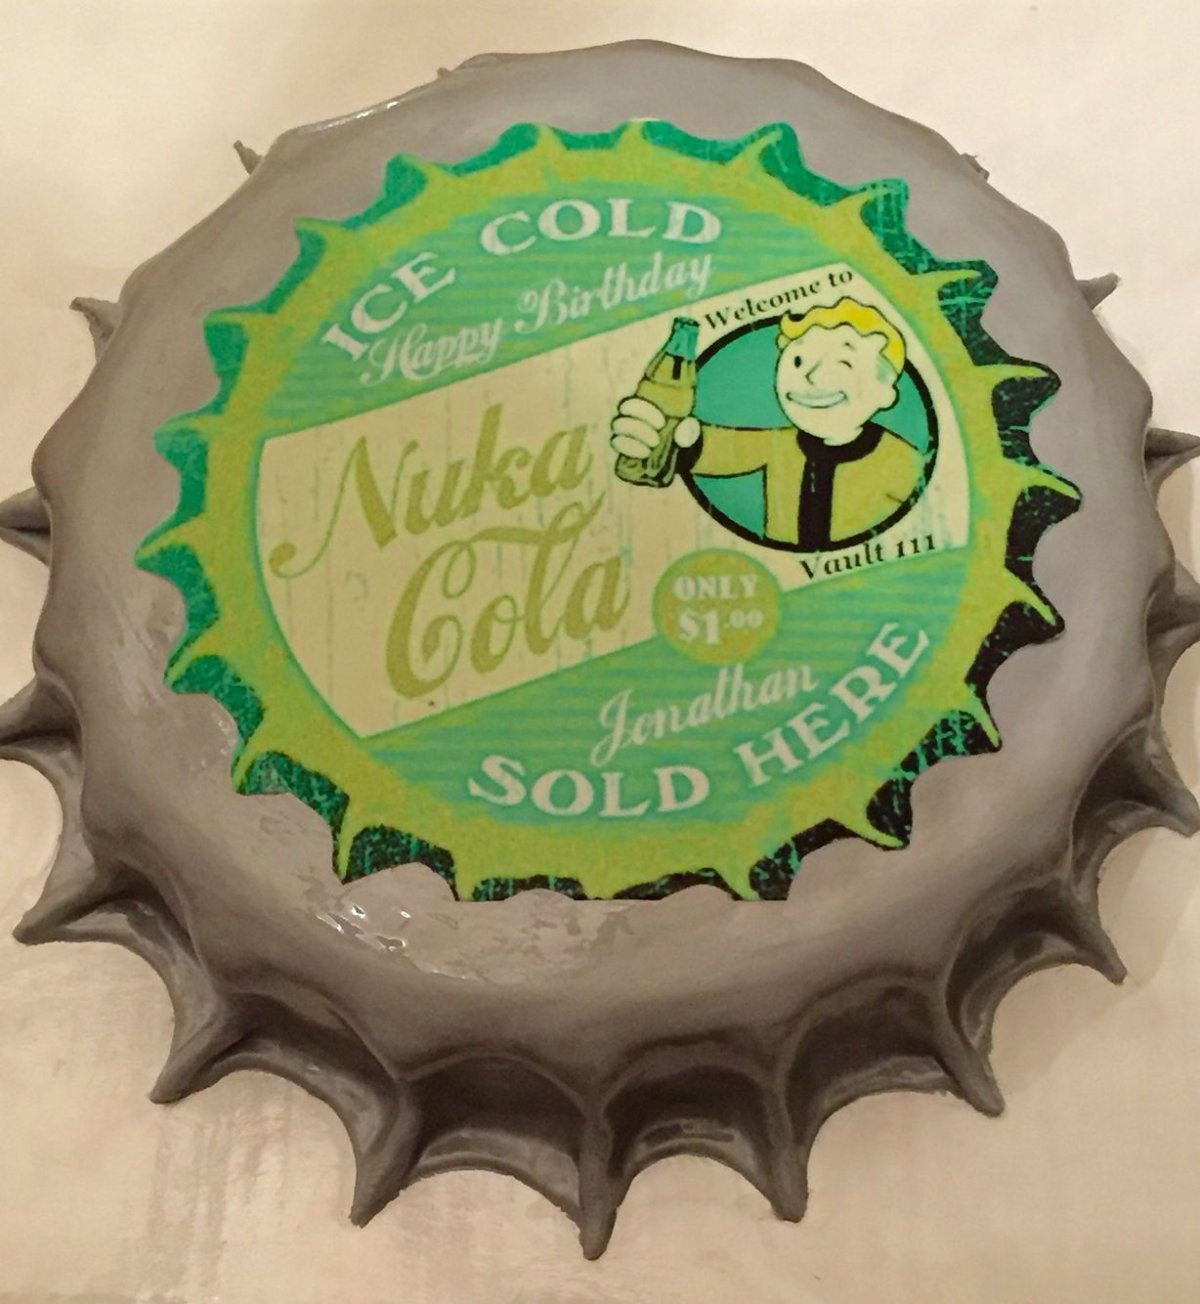 ICE COLD
Happy Birthday
Welcome to
Nuka
Cola
Vault 111
ONLY
$1.00
Jonathan
SOLD HERE